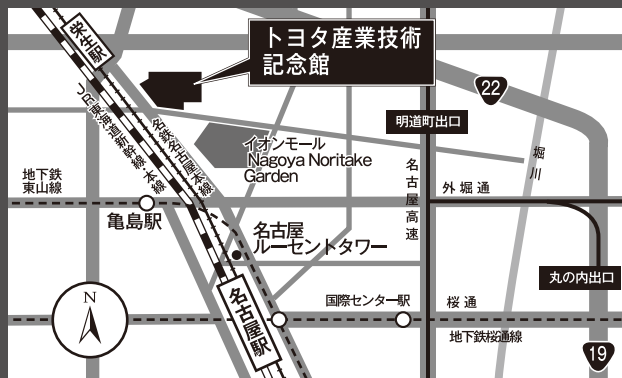 栄生駅
トヨタ産業技術
記念館
22
明道町出口
JR東海道新幹線・本線
名鉄名古屋本線
イオンモール
Nagoya Noritake
Garden
堀川
地下鉄
東山線
名古屋高速
外堀通
亀島駅
名古屋
ルーセントタワー
丸の内出口
N
名古屋駅
国際センター駅
桜通
地下鉄桜通線
19